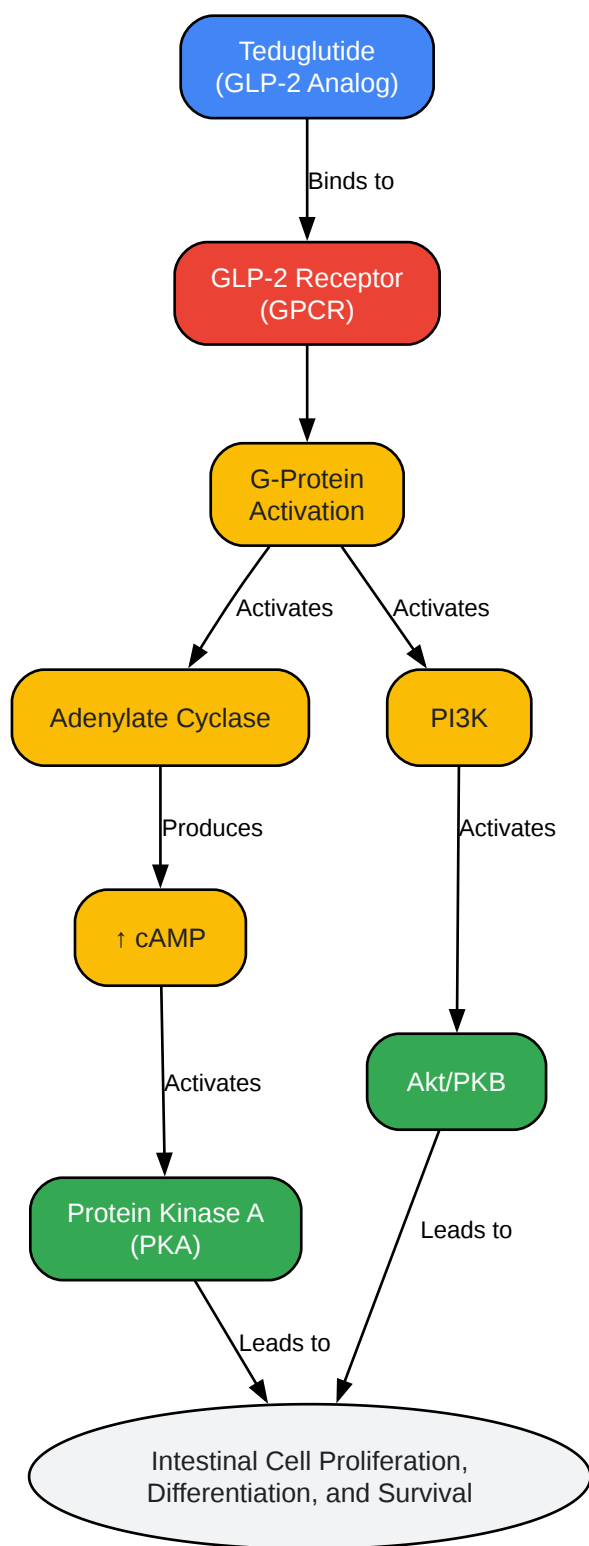 Teduglutide
(GLP-2 Analog)
Binds to
GLP-2 Receptor
(GPCR)
G-Protein
Activation
Activates
Activates
Adenylate Cyclase
PI3K
Produces
Activates
↑ cAMP
Activates
Akt/PKB
Protein Kinase A
(PKA)
Leads to
Leads to
Intestinal Cell Proliferation,
Differentiation, and Survival